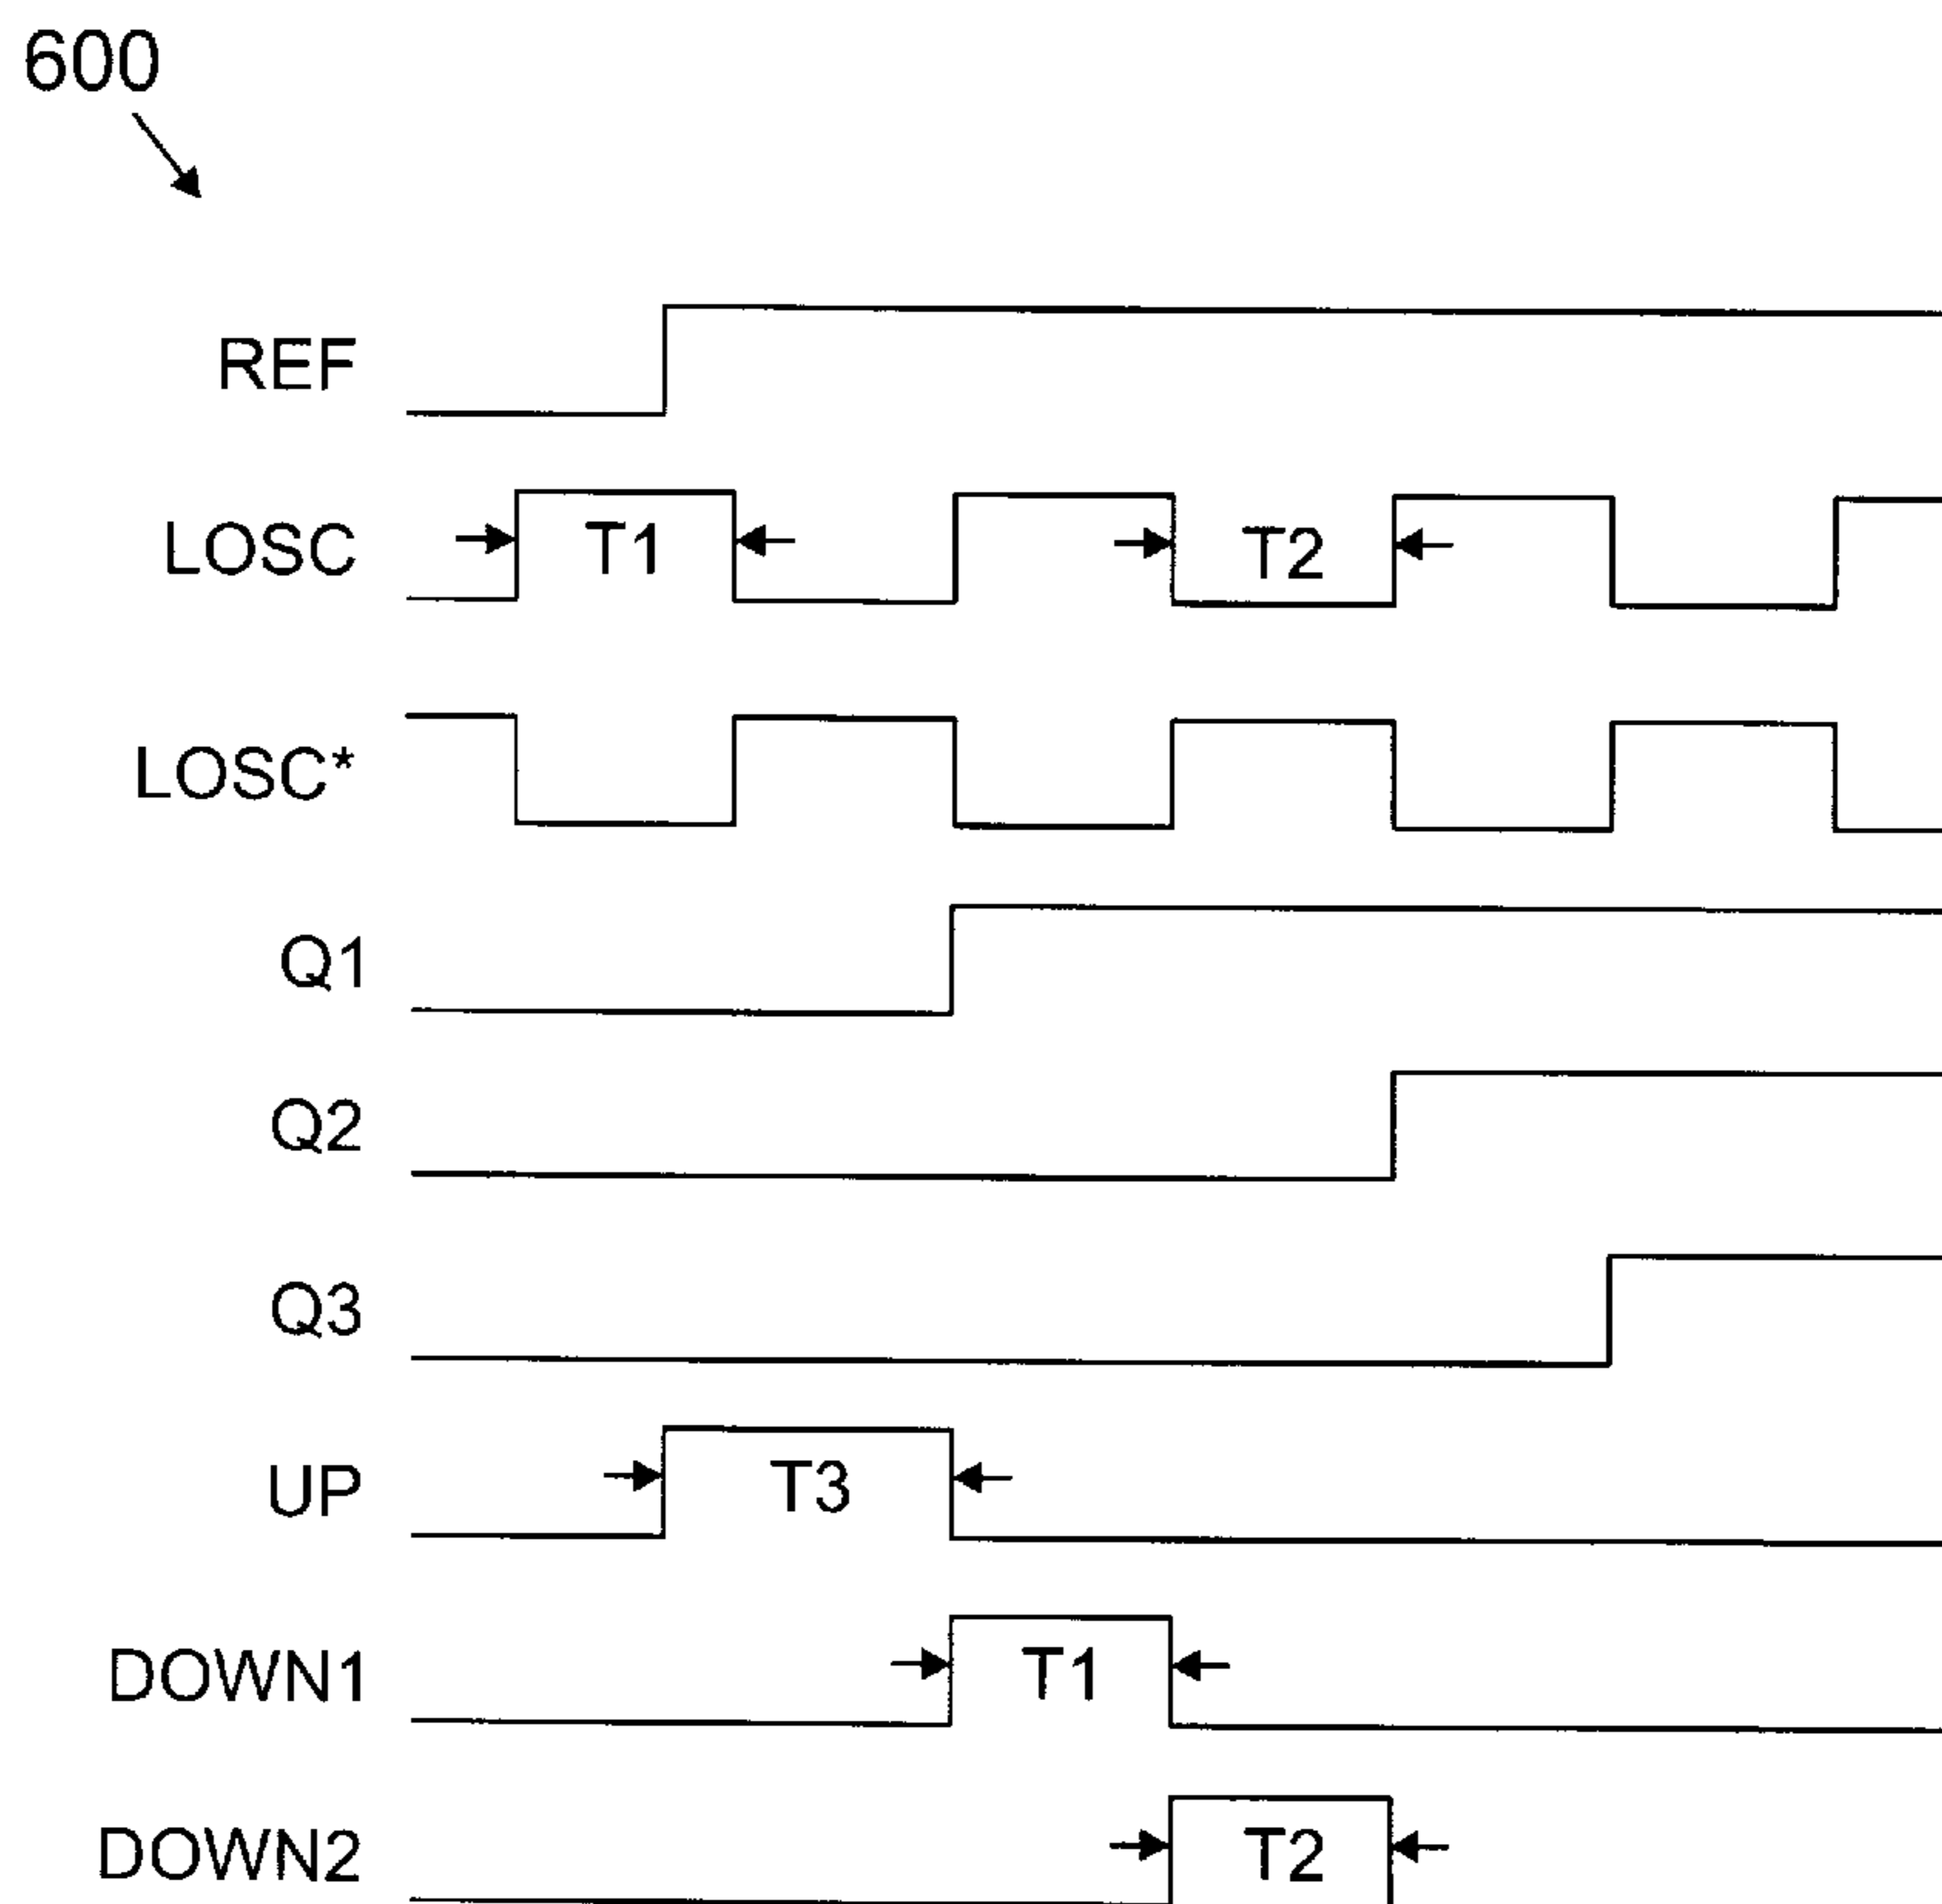 600
REF
LOSC T1 T2
LOSC*
Q1
Q2
Q3
UP T3
DOWN1 T1
DOWN2 T2